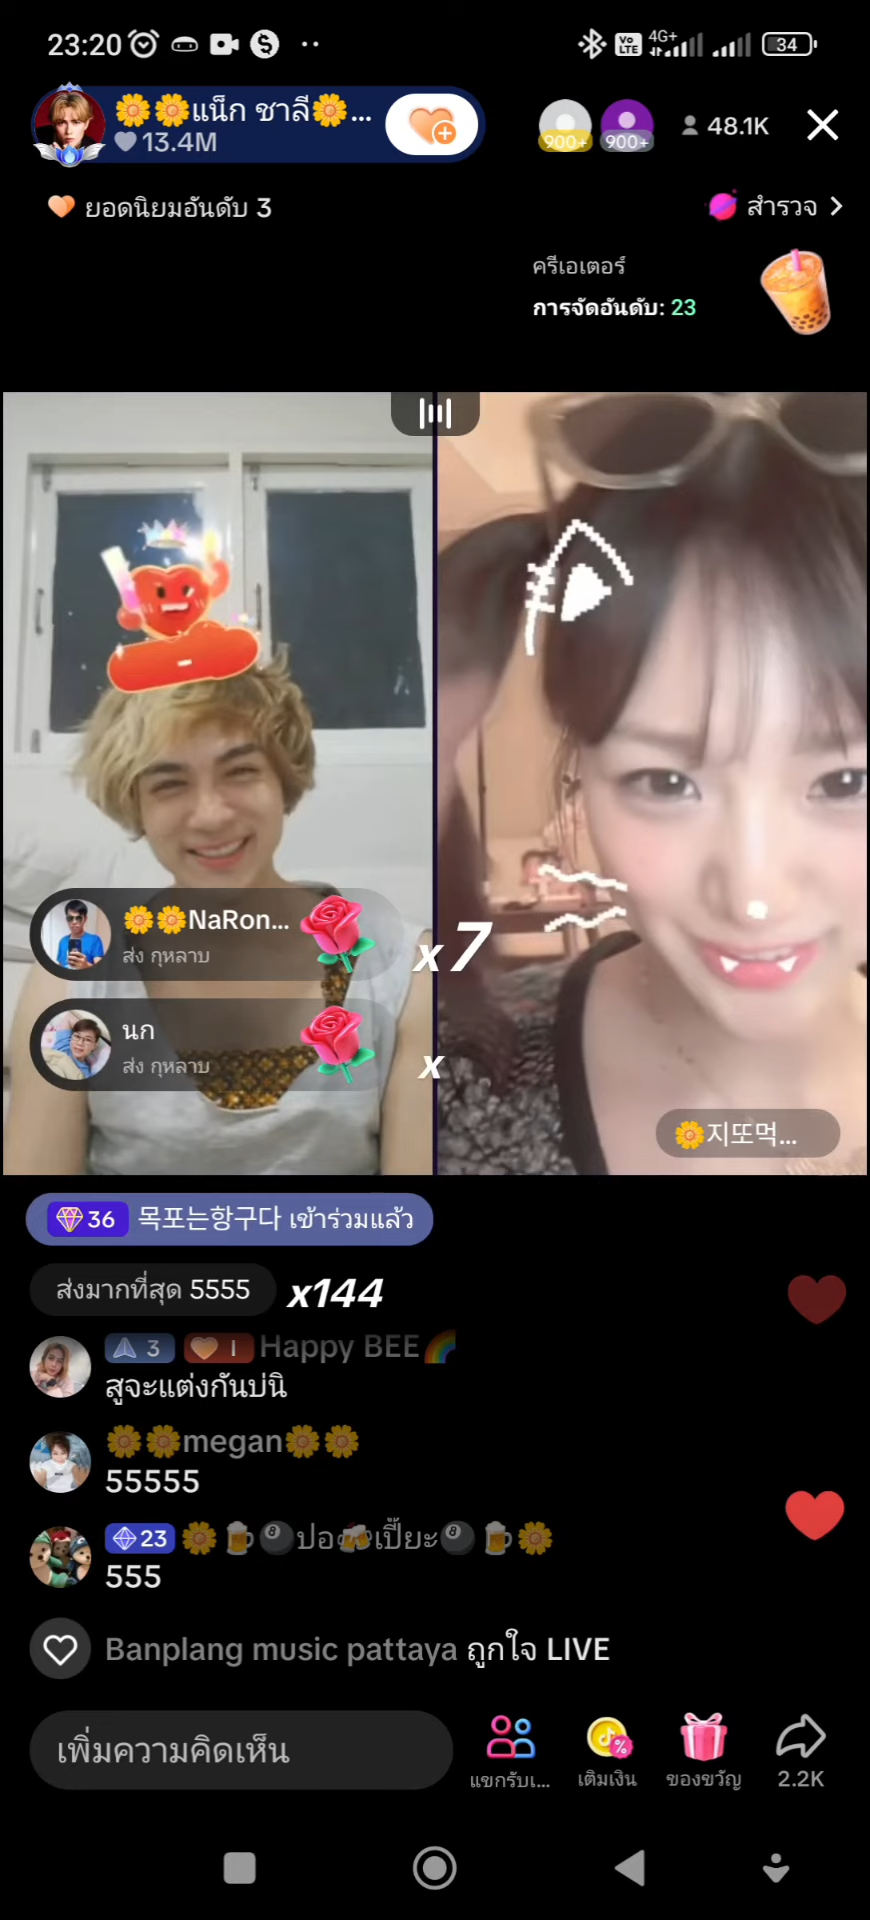 23:20
4G+
Vo LTE
34
🌼🌼แน็ก ชาลี🌼...
13.4M
900+
900+
48.1K
ยอดนิยมอันดับ 3
สำรวจ
ครีเอเตอร์
การจัดอันดับ: 23
🌼🌼NaRon...
ส่ง กุหลาบ
x7
นก
ส่ง กุหลาบ
x
🌼지또먹...
36 목포는항구다 เข้าร่วมแล้ว
ส่งมากที่สุด 5555 x144
3 I Happy BEE🌈
สูจะแต่งกันบ่นิ
🌼🌼megan🌼🌼
55555
23 🌼🍺🎱ปอ🍻เปี๊ยะ🎱🍺🌼
555
Banplang music pattaya ถูกใจ LIVE
เพิ่มความคิดเห็น
แขกรับเ...
เติมเงิน
ของขวัญ
2.2K